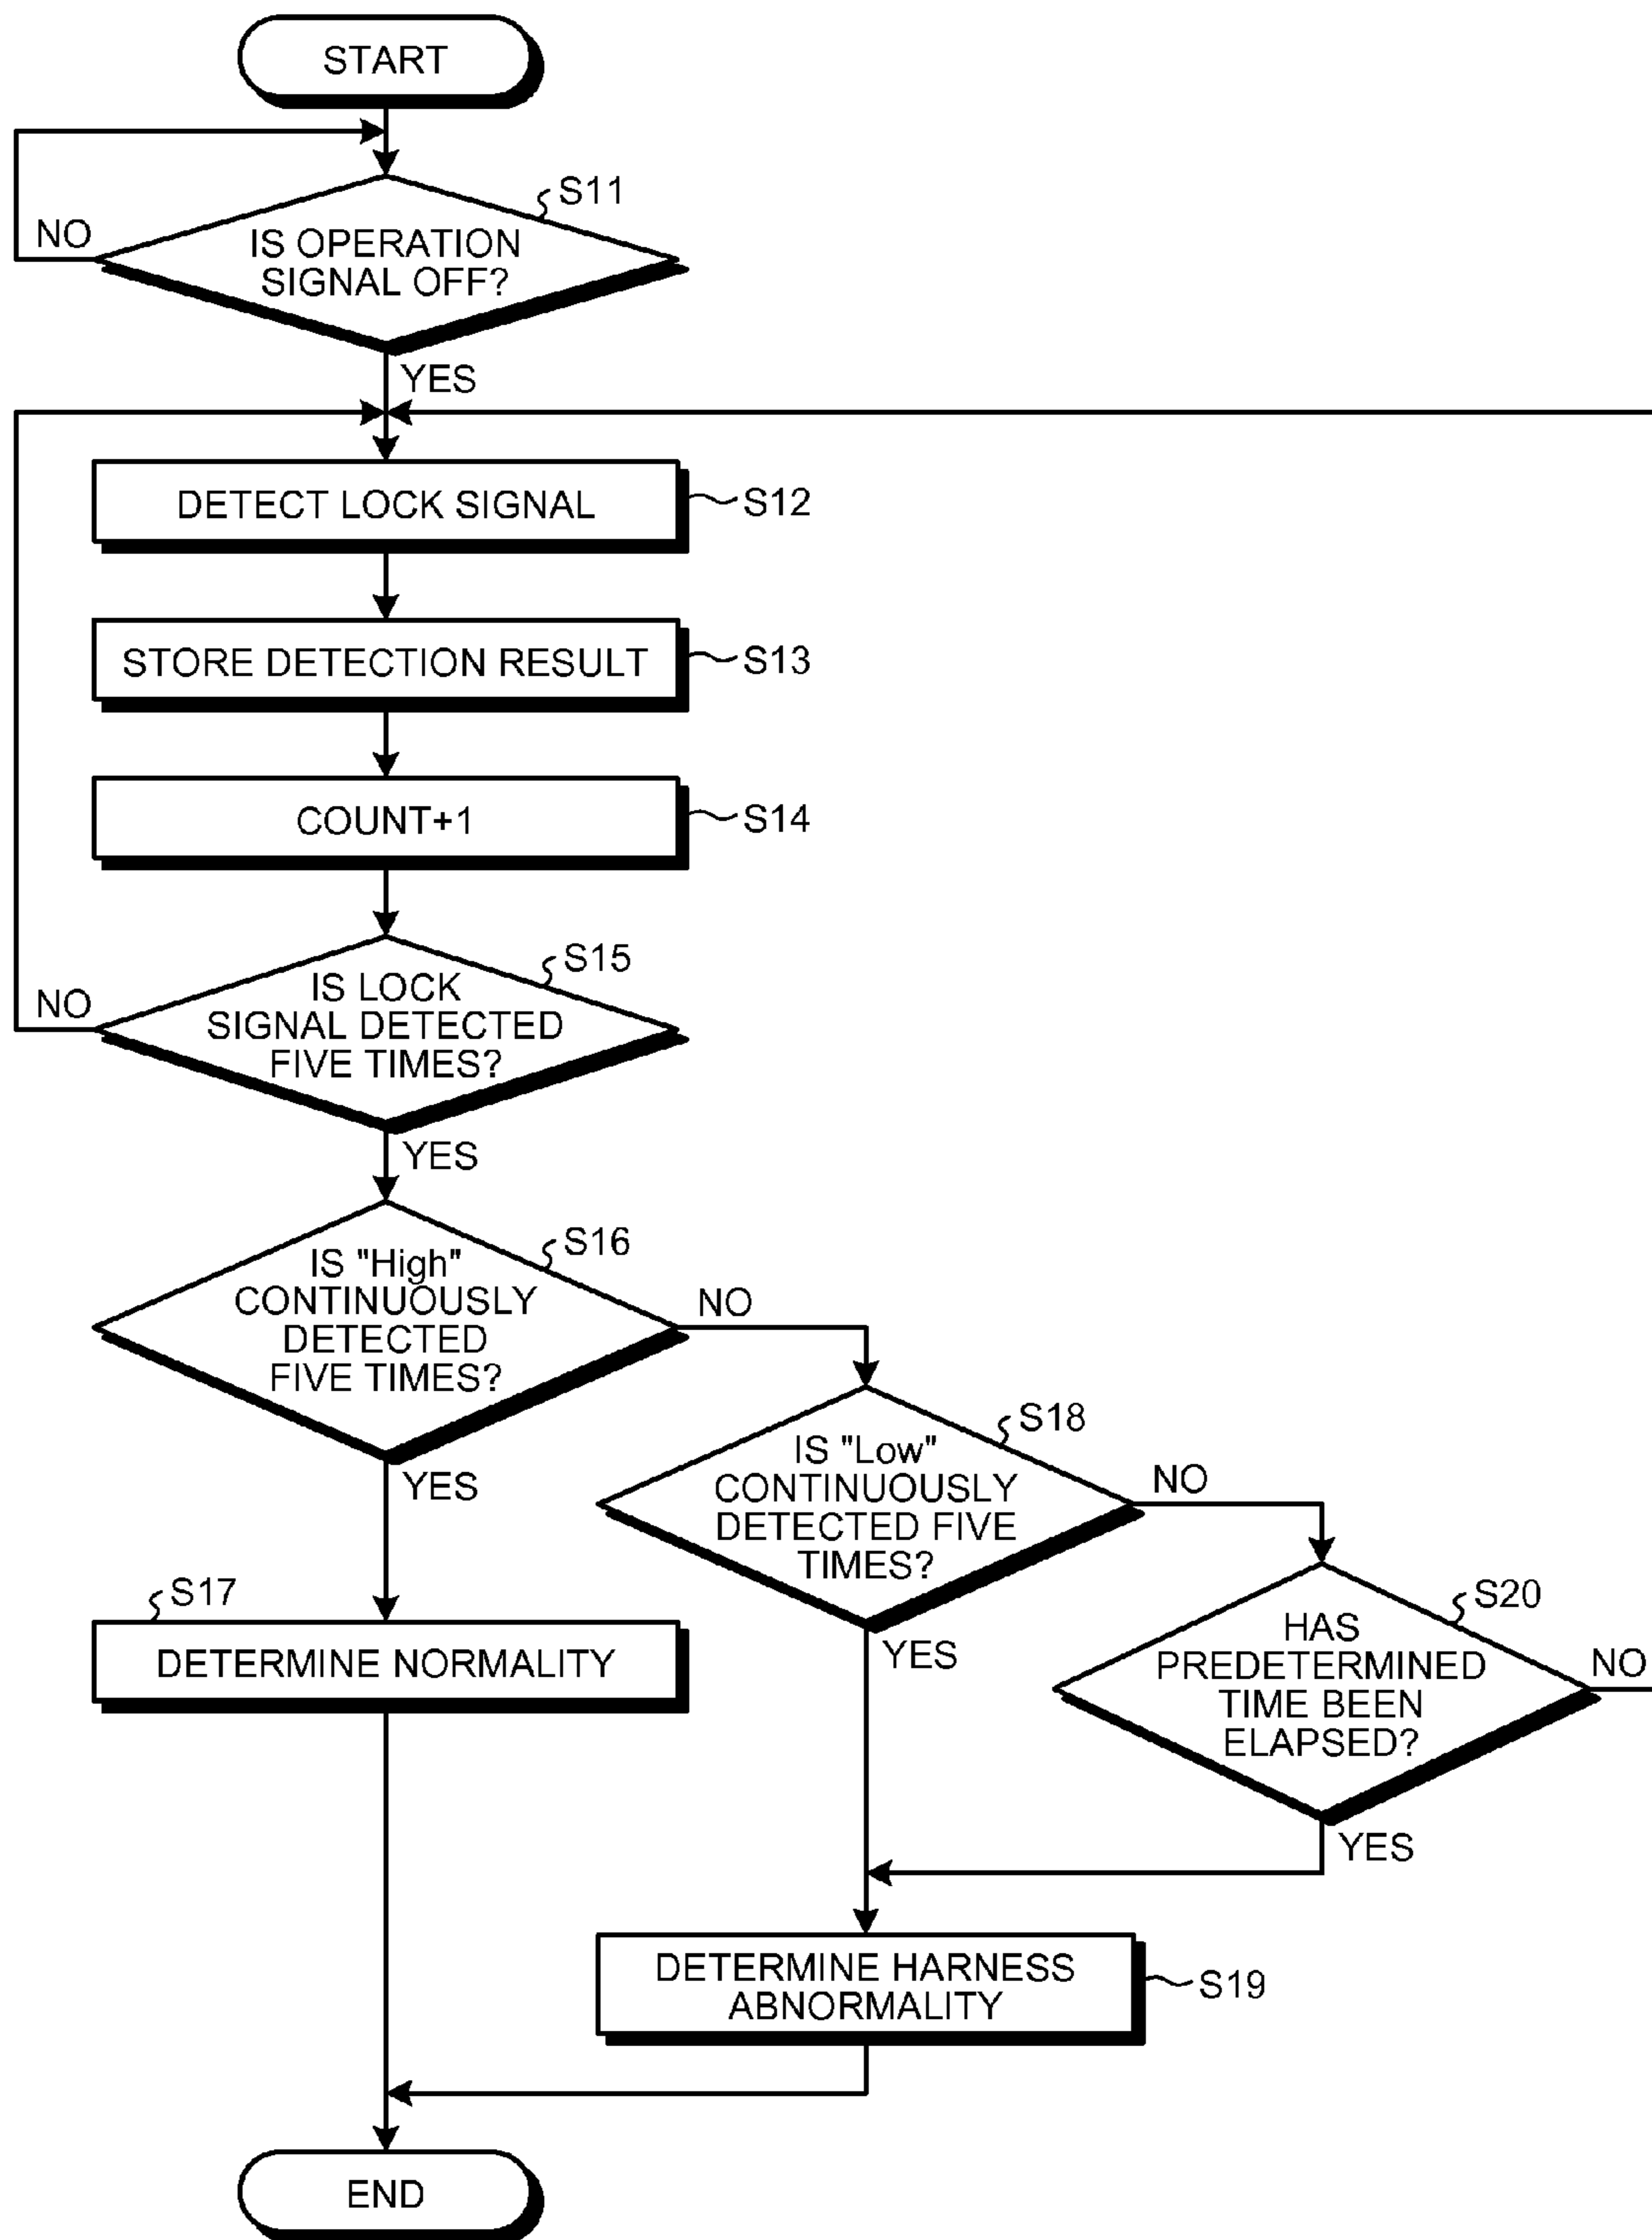 START
S11
NO
IS OPERATION
SIGNAL OFF?
YES
DETECT LOCK SIGNAL
S12
STORE DETECTION RESULT
S13
COUNT+1
S14
S15
NO
IS LOCK
SIGNAL DETECTED
FIVE TIMES?
YES
S16
IS "High"
CONTINUOUSLY
DETECTED
FIVE TIMES?
NO
YES
S18
IS "Low"
CONTINUOUSLY
DETECTED FIVE
TIMES?
NO
YES
S17
DETERMINE NORMALITY
S20
HAS
PREDETERMINED
TIME BEEN
ELAPSED?
NO
YES
DETERMINE HARNESS
ABNORMALITY
S19
END